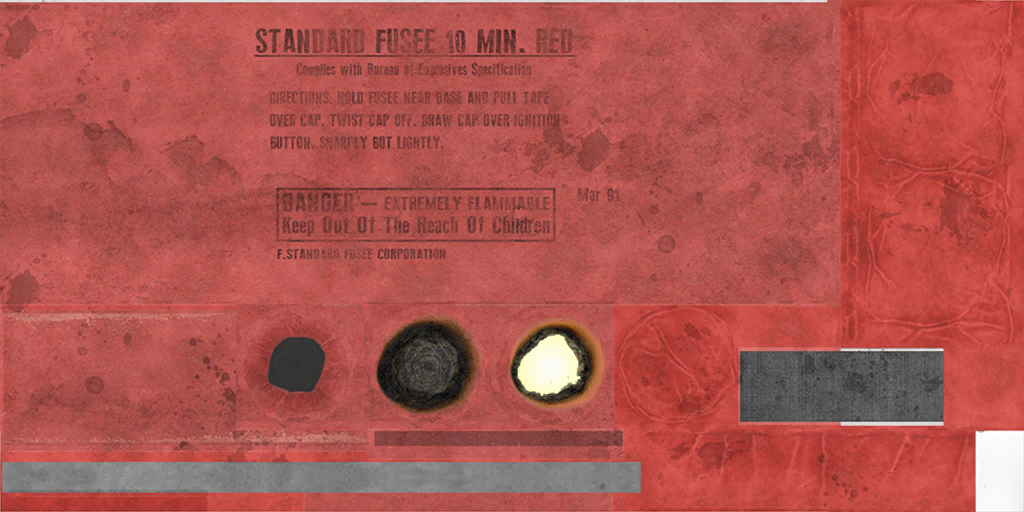 STANDARD FUSEE 10 MIN. RED
Complies with Bureau of Explosives Specification
DIRECTIONS: HOLD FUSEE NEAR BASE AND PULL TAPE
OVER CAP, TWIST CAP OFF. DRAW CAP OVER IGNITION
BUTTON, SHARPLY BUT LIGHTLY.
DANGER — EXTREMELY FLAMMABLE
Keep Out Of The Reach Of Children
Mar 91
F.STANDARD FUSEE CORPORATION